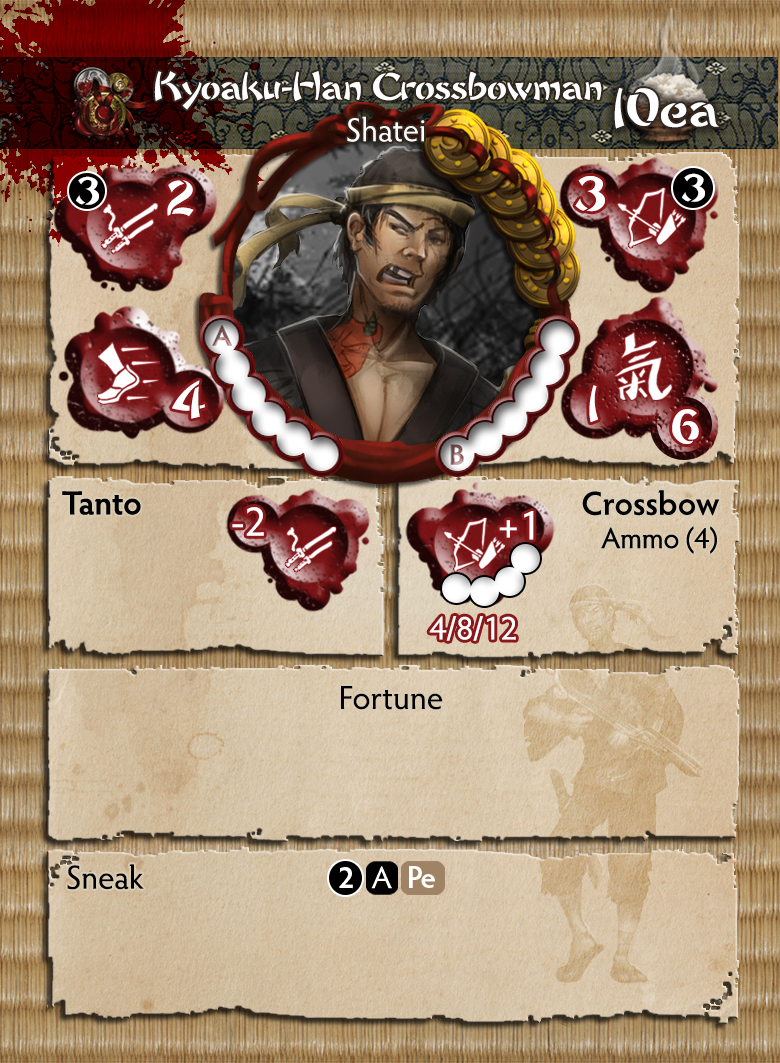 Kyoaku-Han Crossbowman
10ea
Shatei
3 2
3 3
A
4
氣
1 6
B
Tanto
-2
Crossbow
Ammo (4)
+1
4/8/12
Fortune
Sneak 2 A Pe